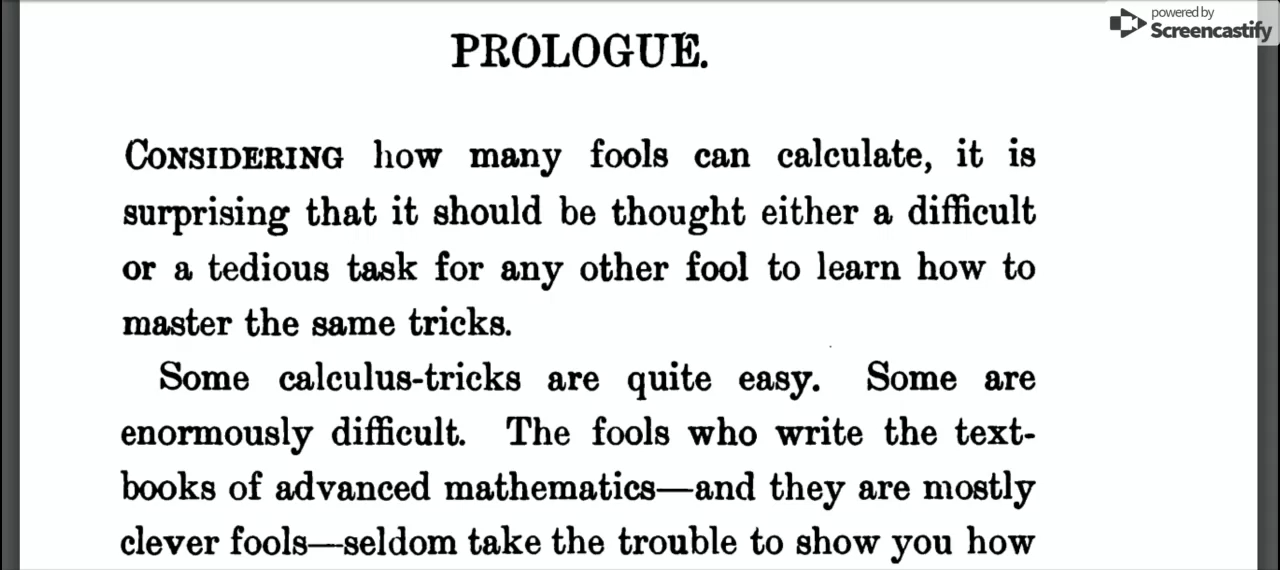 powered by
Screencastify
PROLOGUE.
CONSIDERING how many fools can calculate, it is
surprising that it should be thought either a difficult
or a tedious task for any other fool to learn how to
master the same tricks.
Some calculus-tricks are quite easy. Some are
enormously difficult. The fools who write the text-
books of advanced mathematics—and they are mostly
clever fools—seldom take the trouble to show you how